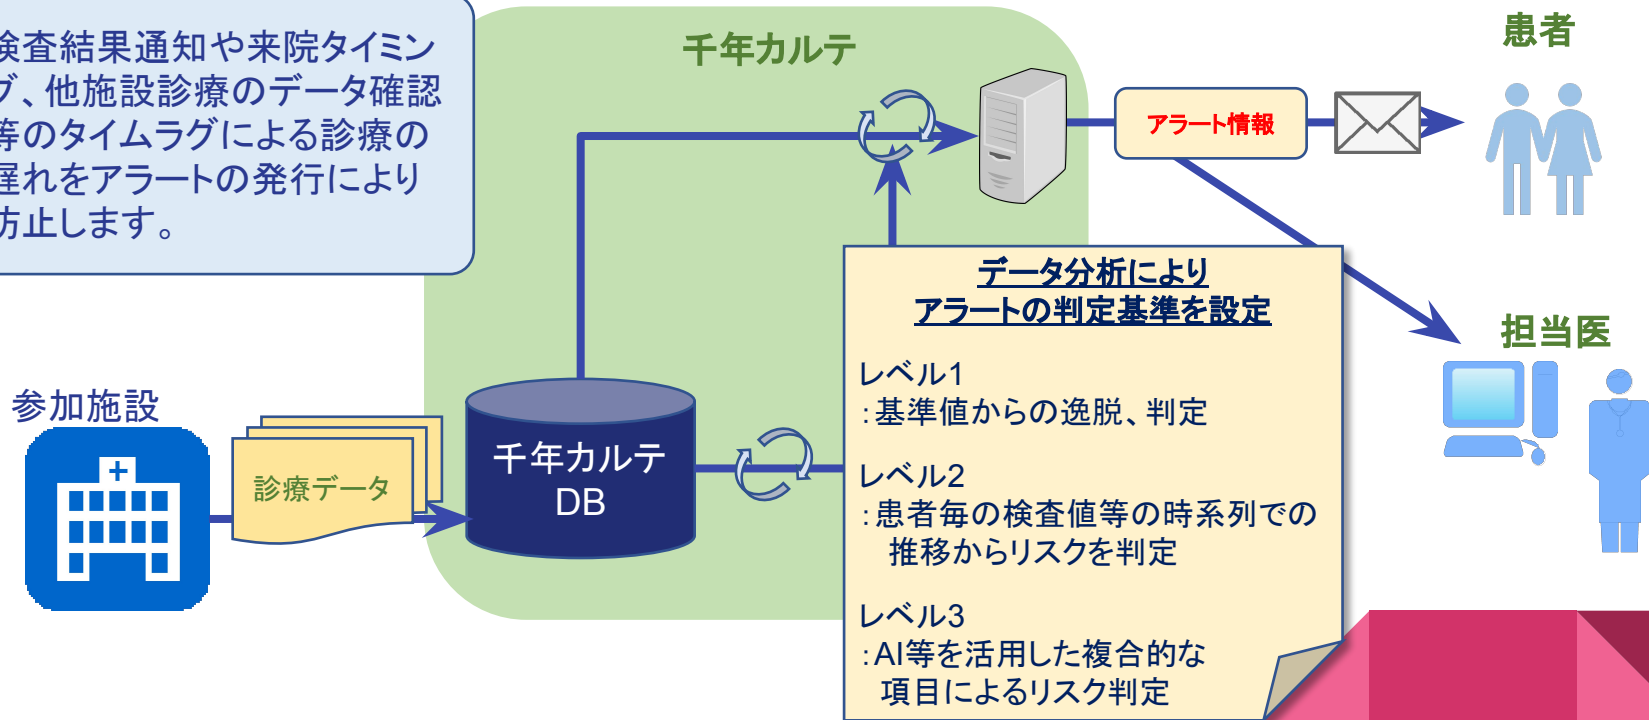 検査結果通知や来院タイミン
グ、他施設診療のデータ確認
等のタイムラグによる診療の
遅れをアラートの発行により
防止します。
千年カルテ
患者
アラート情報
データ分析により
アラートの判定基準を設定
レベル1
:基準値からの逸脱、判定
レベル2
:患者毎の検査値等の時系列での
推移からリスクを判定
レベル3
:AI等を活用した複合的な
項目によるリスク判定
担当医
参加施設
診療データ
千年カルテ
DB